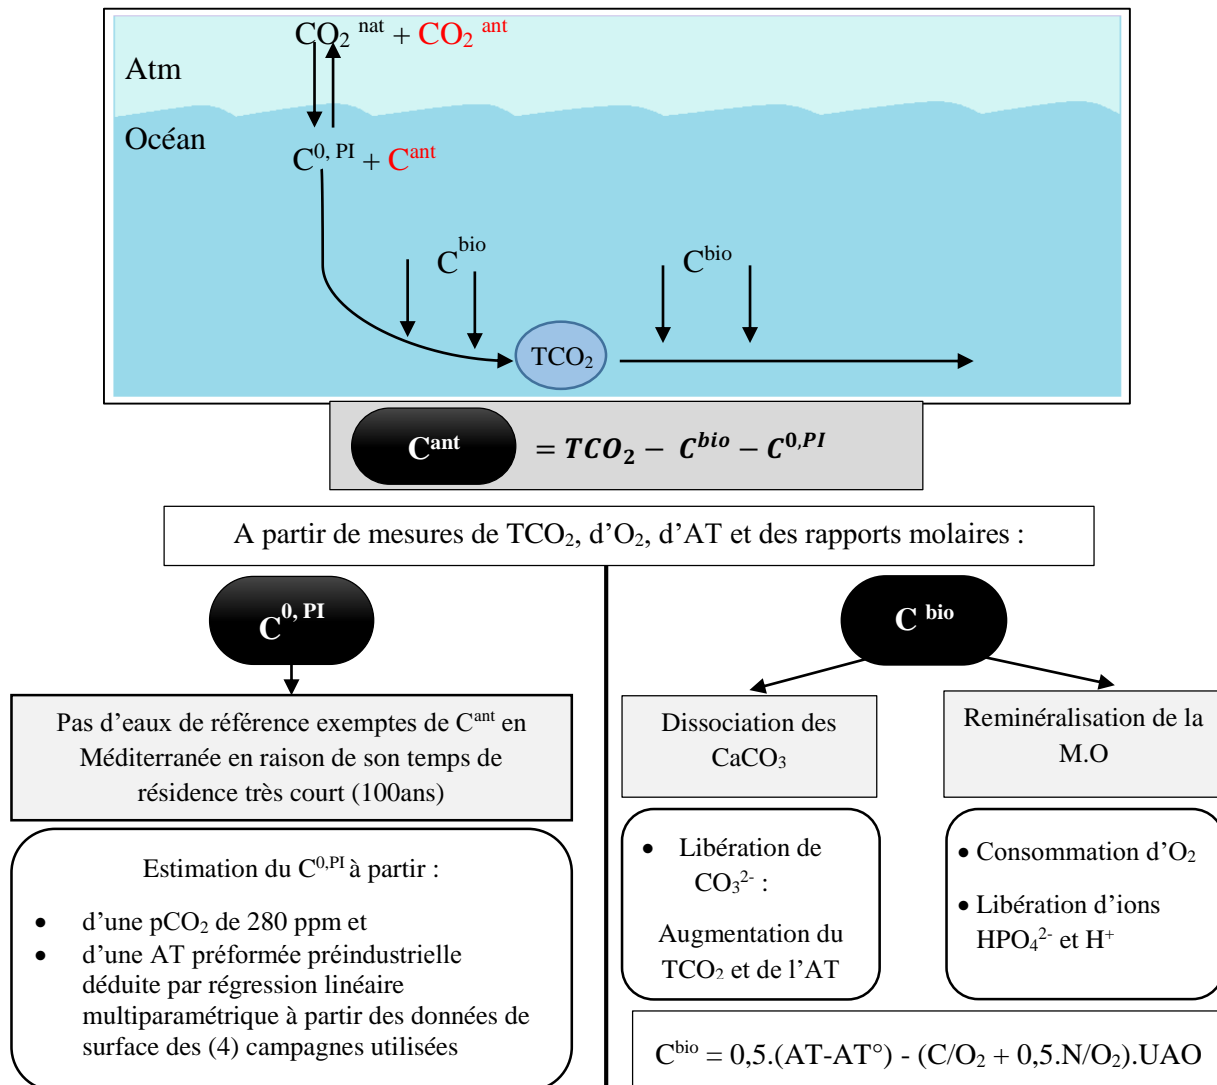 CO₂ ⁿᵃᵗ + CO₂ ᵃⁿᵗ
Atm
Océan
C⁰, ᴾᴵ + Cᵃⁿᵗ
Cᵇⁱᵒ
Cᵇⁱᵒ
TCO₂
Cᵃⁿᵗ = TCO₂ − Cᵇⁱᵒ − C⁰,ᴾᴵ
A partir de mesures de TCO₂, d’O₂, d’AT et des rapports molaires :
C⁰, ᴾᴵ
Pas d’eaux de référence exemptes de Cᵃⁿᵗ en
Méditerranée en raison de son temps de
résidence très court (100ans)
Estimation du C⁰,ᴾᴵ à partir :
• d’une pCO₂ de 280 ppm et
• d’une AT préformée préindustrielle
déduite par régression linéaire
multiparamétrique à partir des données de
surface des (4) campagnes utilisées
C ᵇⁱᵒ
Dissociation des
CaCO₃
• Libération de
CO₃²⁻ :
Augmentation du
TCO₂ et de l’AT
Reminéralisation de la
M.O
• Consommation d’O₂
• Libération d’ions
HPO₄²⁻ et H⁺
Cᵇⁱᵒ = 0,5.(AT-AT°) - (C/O₂ + 0,5.N/O₂).UAO